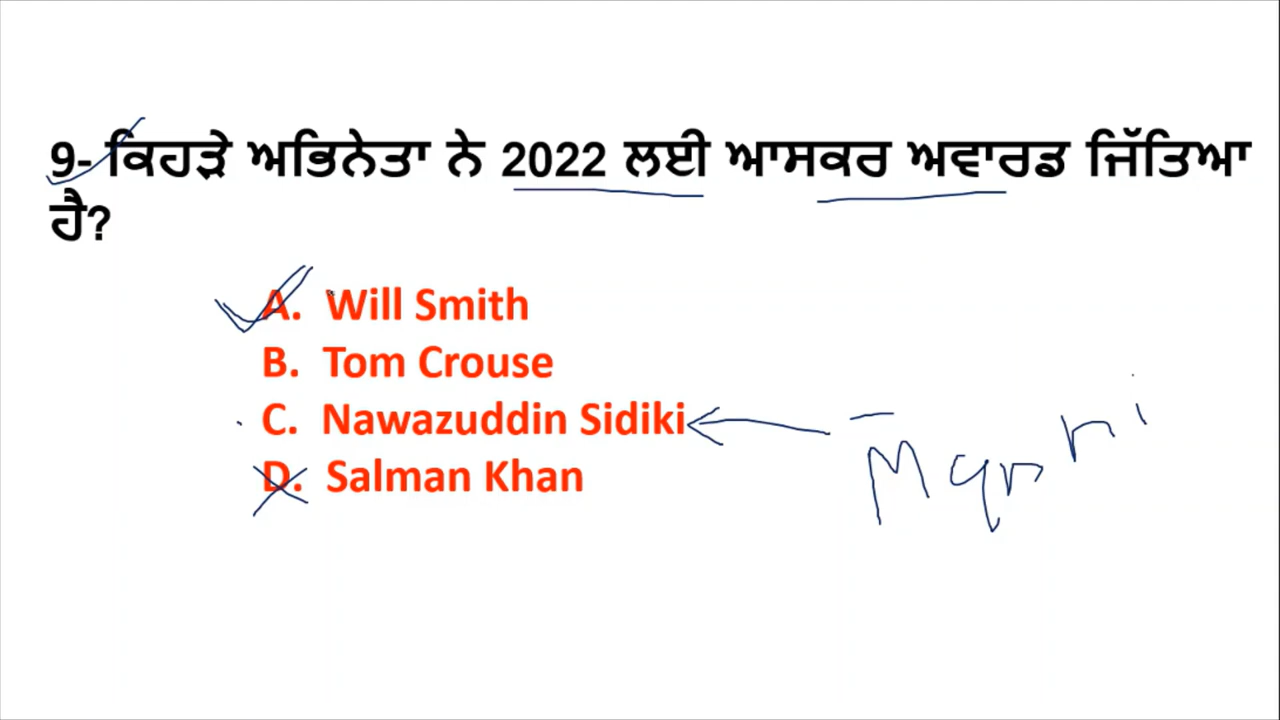 9- ਕਿਹੜੇ ਅਭਿਨੇਤਾ ਨੇ 2022 ਲਈ ਆਸਕਰ ਅਵਾਰਡ ਜਿੱਤਿਆ
ਹੈ?
A. Will Smith
B. Tom Crouse
C. Nawazuddin Sidiki
D. Salman Khan